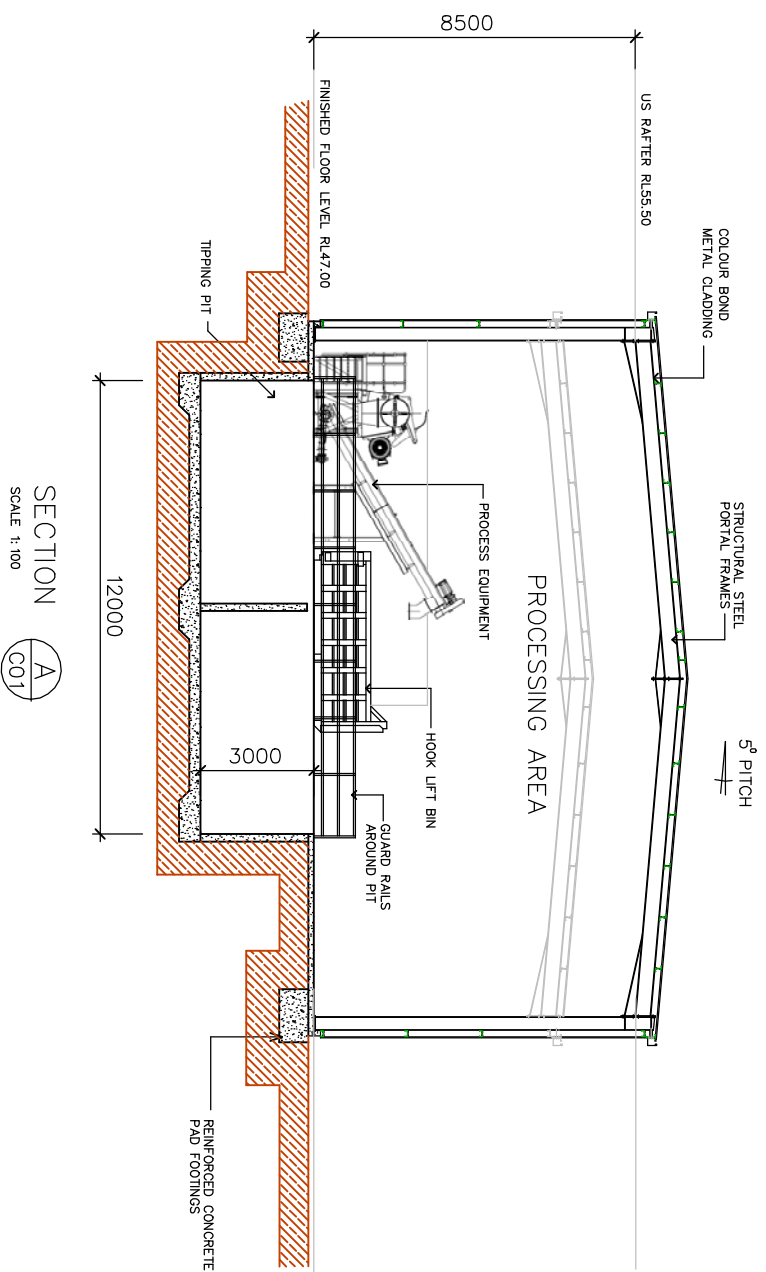 8500
US RAFTER RL55.50
FINISHED FLOOR LEVEL RL47.00
COLOUR BOND
METAL CLADDING
STRUCTURAL STEEL
PORTAL FRAMES
5° PITCH
PROCESSING AREA
PROCESS EQUIPMENT
HOOK LIFT BIN
GUARD RAILS
AROUND PIT
TIPPING PIT
3000
12000
REINFORCED CONCRETE
PAD FOOTINGS
SECTION
SCALE 1:100
A
C01